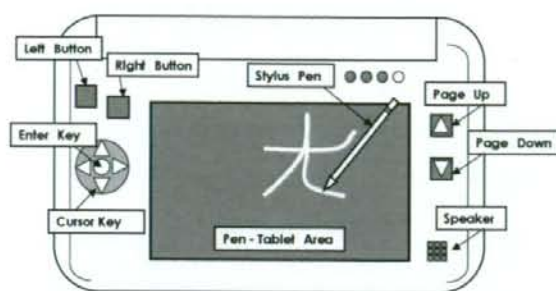 Left Button
Right Button
Stylus Pen
Page Up
Enter Key
Page Down
Cursor Key
Speaker
Pen - Tablet Area